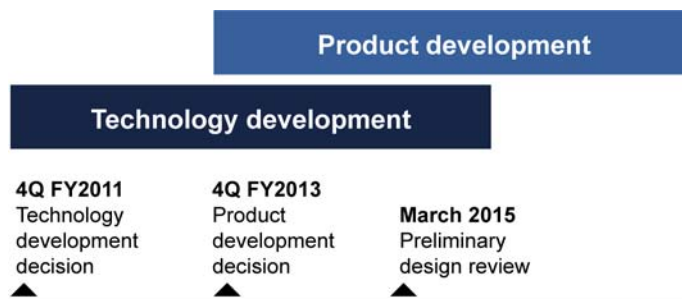 Product development
Technology development
4Q FY2011
Technology
development
decision
4Q FY2013
Product
development
decision
March 2015
Preliminary
design review